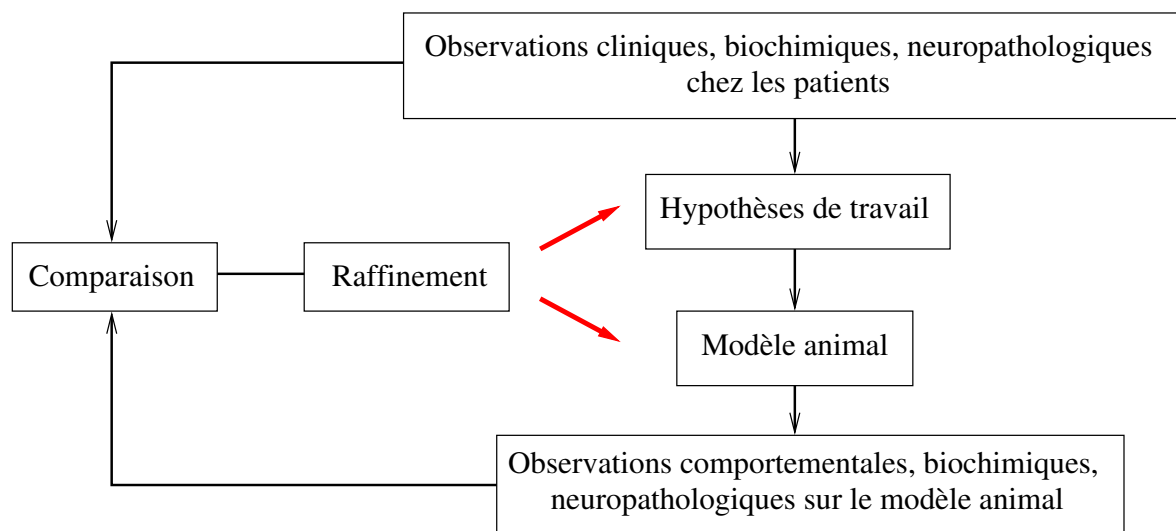 Observations cliniques, biochimiques, neuropathologiques
chez les patients
Hypothèses de travail
Comparaison
Raffinement
Modèle animal
Observations comportementales, biochimiques,
neuropathologiques sur le modèle animal